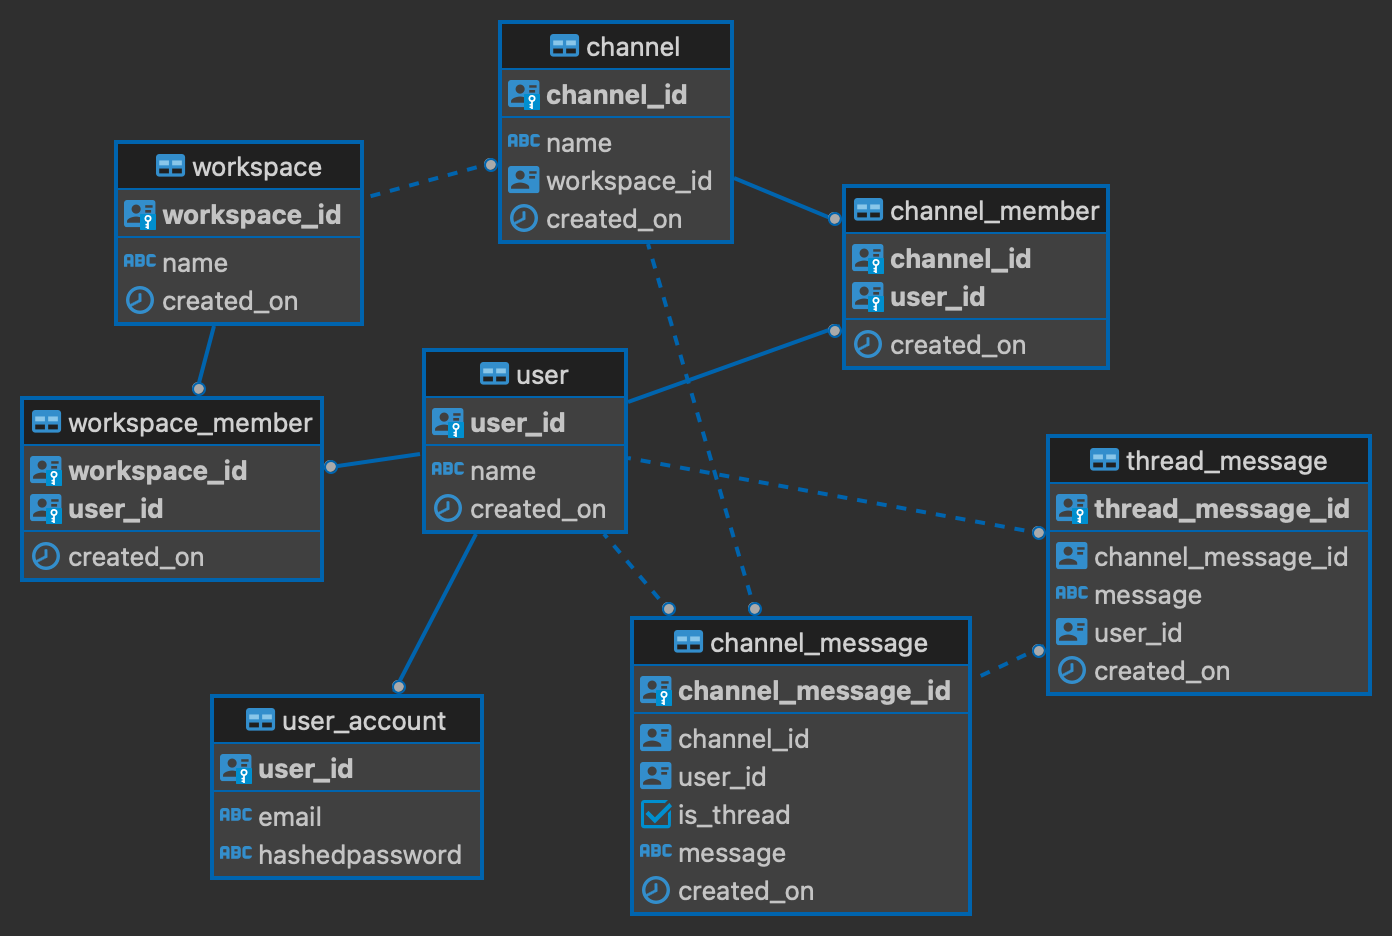 channel
channel_id
ABC name
workspace_id
created_on
workspace
workspace_id
ABC name
created_on
channel_member
channel_id
user_id
created_on
user
user_id
ABC name
created_on
workspace_member
workspace_id
user_id
created_on
thread_message
thread_message_id
channel_message_id
ABC message
user_id
created_on
channel_message
channel_message_id
channel_id
user_id
is_thread
ABC message
created_on
user_account
user_id
ABC email
ABC hashedpassword